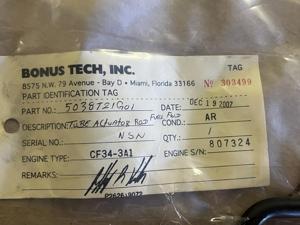 BONUS TECH, INC.
TAG
8575 N.W. 79 Avenue - Bay D • Miami, Florida 33166
Nº 303499
PART IDENTIFICATION TAG
DEC 19 2007
PART NO.: 5038T21G01
DATE:
DESCRIPTION: TUBE ACTUATOR ROD FUEL FWD
COND.: AR
SERIAL NO.: NSN
QTY.: 1
ENGINE TYPE: CF34-3A1
ENGINE S/N: 807324
REMARKS: